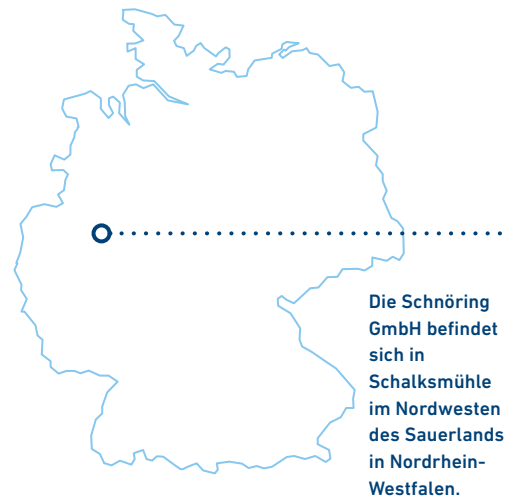 Die Schnöring
GmbH befindet
sich in
Schalksmühle
im Nordwesten
des Sauerlands
in Nordrhein-
Westfalen.